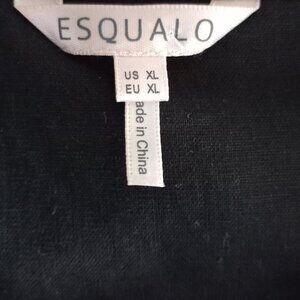 ESQUALO
US XL
EU XL
ade in China